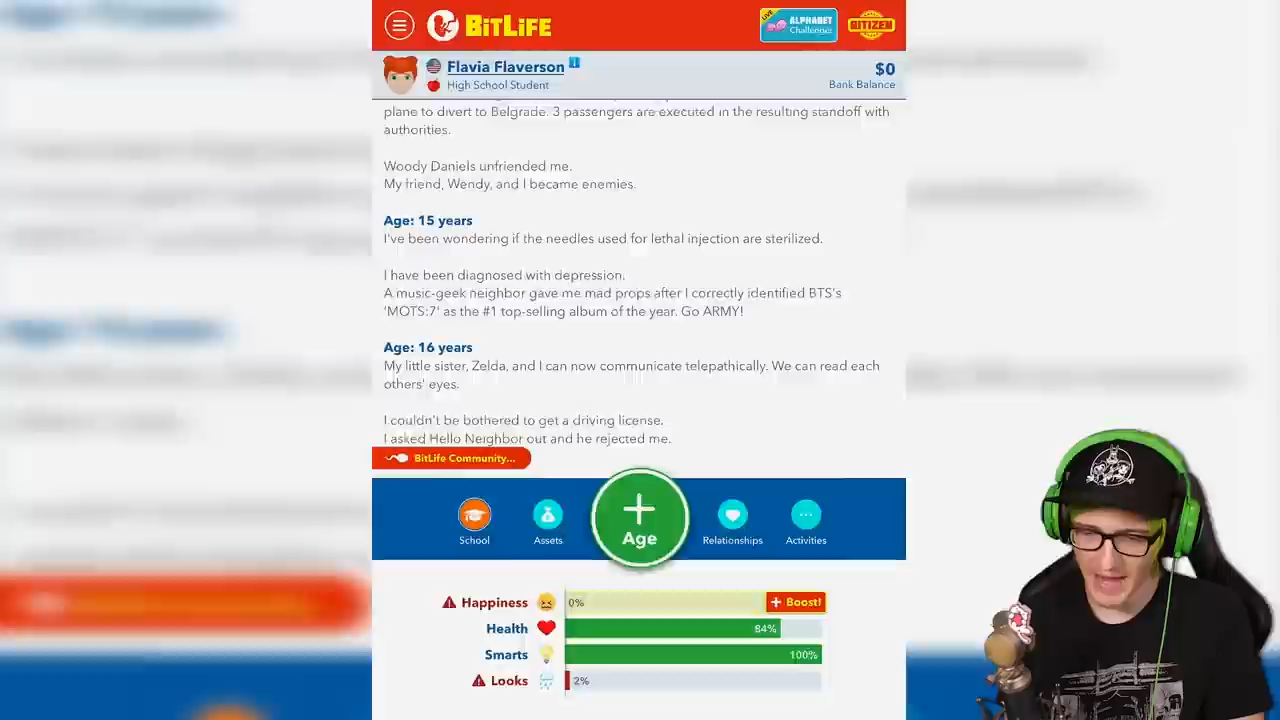 BITLIFE
LIVE
ALPHABET
Challenge!
BITIZEN
Flavia Flaverson
High School Student
$0
Bank Balance
plane to divert to Belgrade. 3 passengers are executed in the resulting standoff with
authorities.
Woody Daniels unfriended me.
My friend, Wendy, and I became enemies.
Age: 15 years
I've been wondering if the needles used for lethal injection are sterilized.
I have been diagnosed with depression.
A music-geek neighbor gave me mad props after I correctly identified BTS's
'MOTS:7' as the #1 top-selling album of the year. Go ARMY!
Age: 16 years
My little sister, Zelda, and I can now communicate telepathically. We can read each
others' eyes.
I couldn't be bothered to get a driving license.
I asked Hello Neighbor out and he rejected me.
BitLife Community...
School
Assets
+
Age
Relationships
Activities
Happiness 0% + Boost!
Health 84%
Smarts 100%
Looks 2%